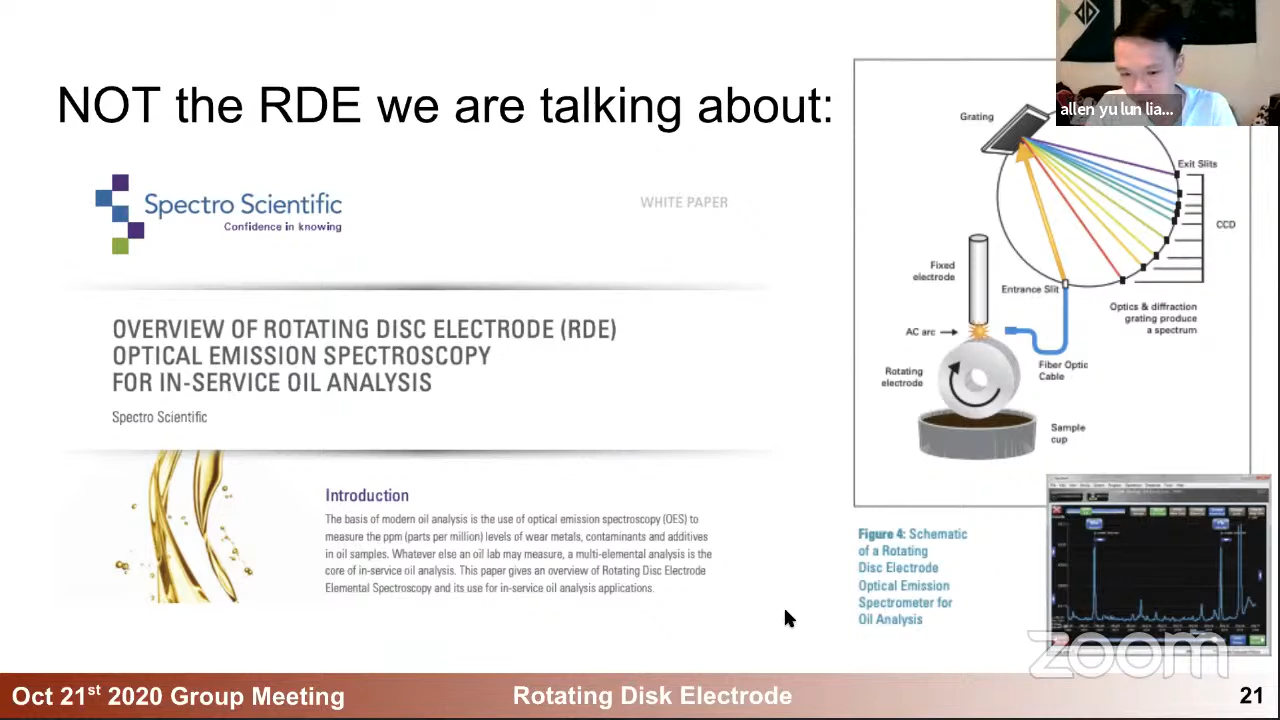 NOT the RDE we are talking about:
allen yu lun lia...
Spectro Scientific
Confidence in knowing
WHITE PAPER
OVERVIEW OF ROTATING DISC ELECTRODE (RDE)
OPTICAL EMISSION SPECTROSCOPY
FOR IN-SERVICE OIL ANALYSIS
Spectro Scientific
Introduction
The basis of modern oil analysis is the use of optical emission spectroscopy (OES) to
measure the ppm (parts per million) levels of wear metals, contaminants and additives
in oil samples. Whatever else an oil lab may measure, a multi-elemental analysis is the
core of in-service oil analysis. This paper gives an overview of Rotating Disc Electrode
Elemental Spectroscopy and its use for in-service oil analysis applications.
Grating
Exit Slits
CCD
Fixed
electrode
Entrance Slit
Optics & diffraction
grating produce
a spectrum
AC arc
Fiber Optic
Cable
Rotating
electrode
Sample
cup
Figure 4: Schematic
of a Rotating
Disc Electrode
Optical Emission
Spectrometer for
Oil Analysis
zoom
Oct 21st 2020 Group Meeting
Rotating Disk Electrode
21